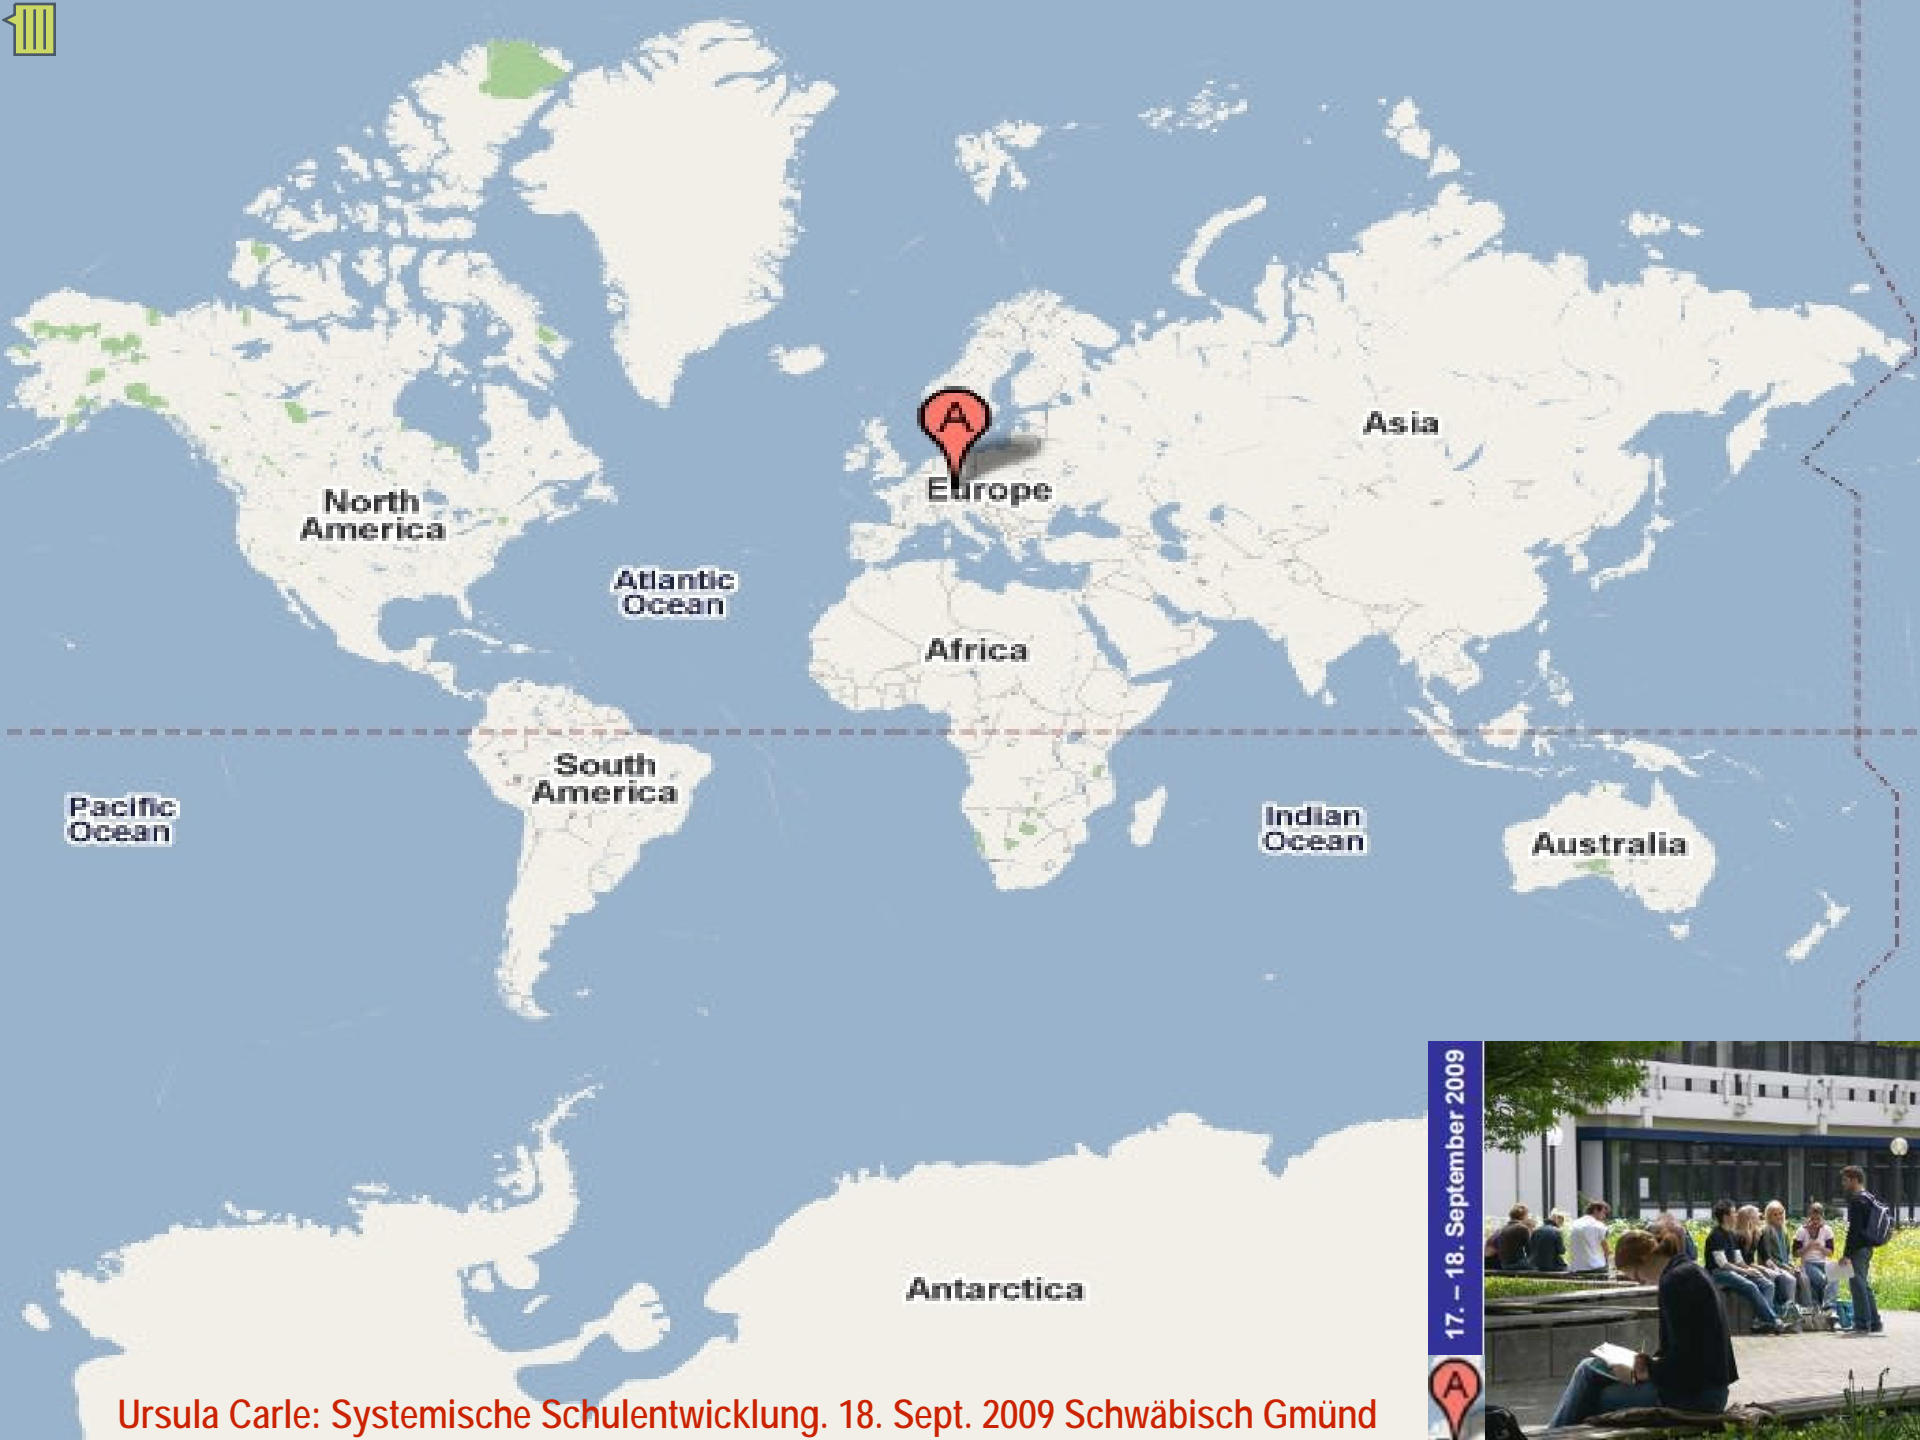 A
Asia
Europe
North
America
Atlantic
Ocean
Africa
South
America
Pacific
Ocean
Indian
Ocean
Australia
Antarctica
17. – 18. September 2009
A
Ursula Carle: Systemische Schulentwicklung. 18. Sept. 2009 Schwäbisch Gmünd